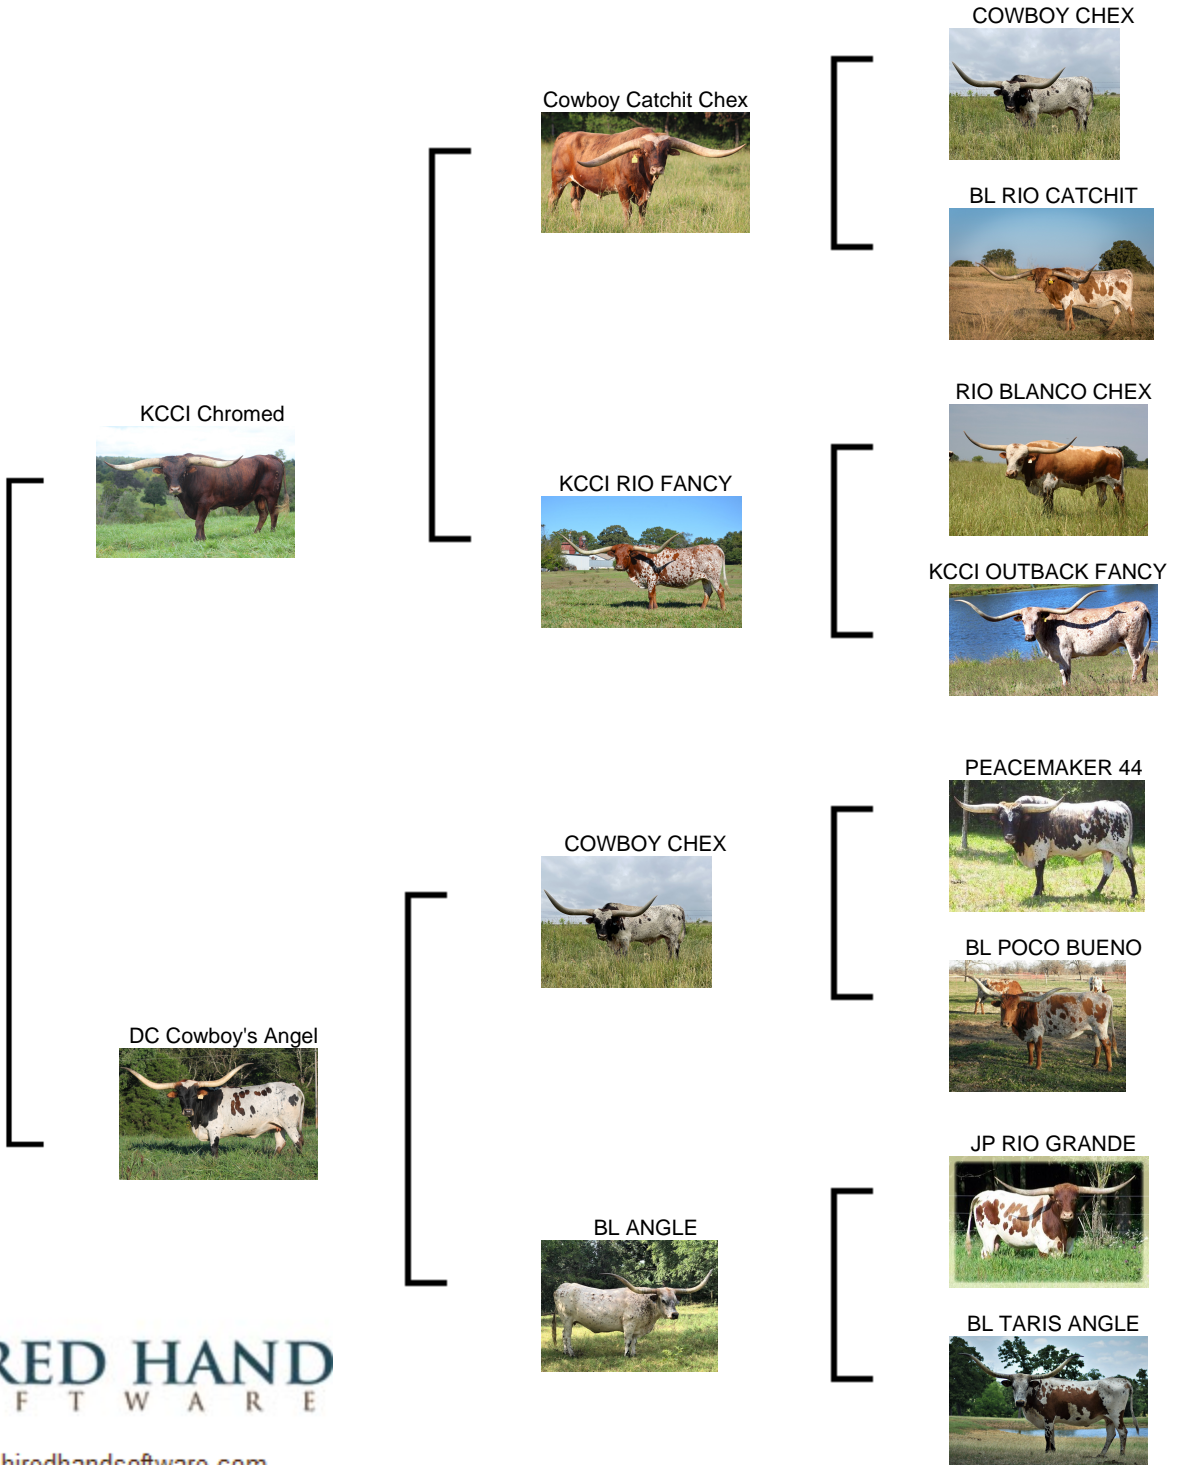 COWBOY CHEX
Cowboy Catchit Chex
BL RIO CATCHIT
RIO BLANCO CHEX
KCCI Chromed
KCCI RIO FANCY
KCCI OUTBACK FANCY
PEACEMAKER 44
COWBOY CHEX
BL POCO BUENO
DC Cowboy's Angel
JP RIO GRANDE
BL ANGLE
BL TARIS ANGLE
RED HAND
F T W A R E
hiredhandsoftware.com